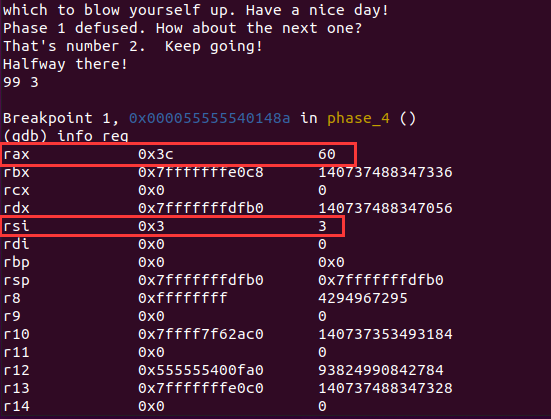 which to blow yourself up. Have a nice day!
Phase 1 defused. How about the next one?
That's number 2.  Keep going!
Halfway there!
99 3
Breakpoint 1, 0x000055555540148a in phase_4 ()
(gdb) info reg
rax 0x3c 60
rbx 0x7fffffffe0c8 140737488347336
rcx 0x0 0
rdx 0x7fffffffdfb0 140737488347056
rsi 0x3 3
rdi 0x0 0
rbp 0x0 0x0
rsp 0x7fffffffdfb0 0x7fffffffdfb0
r8 0xffffffff 4294967295
r9 0x0 0
r10 0x7ffff7f62ac0 140737353493184
r11 0x0 0
r12 0x555555400fa0 93824990842784
r13 0x7fffffffe0c0 140737488347328
r14 0x0 0